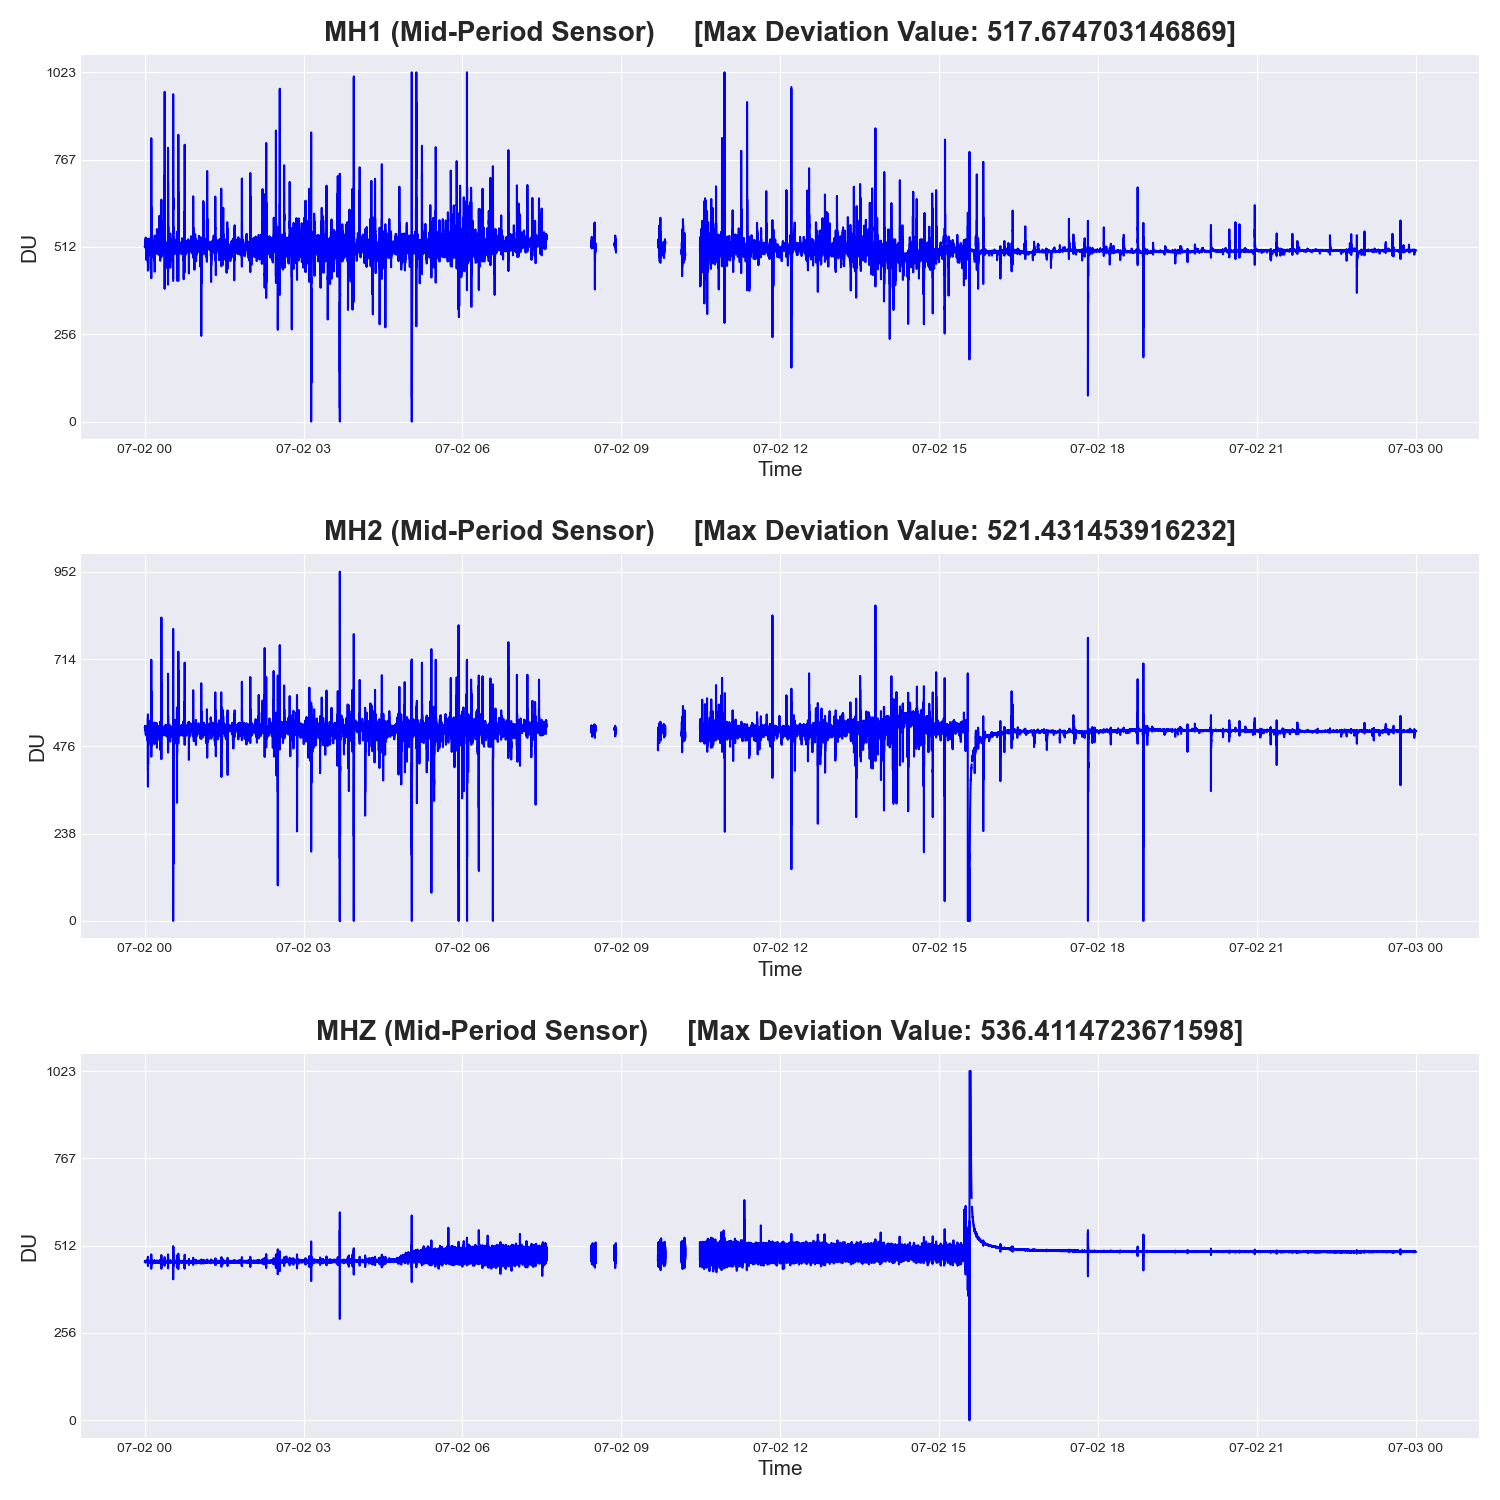 MH1 (Mid-Period Sensor) [Max Deviation Value: 517.674703146869]
1023
767
512
256
0
DU
07-02 00 07-02 03 07-02 06 07-02 09 07-02 12 07-02 15 07-02 18 07-02 21 07-03 00
Time
MH2 (Mid-Period Sensor) [Max Deviation Value: 521.431453916232]
952
714
476
238
0
DU
07-02 00 07-02 03 07-02 06 07-02 09 07-02 12 07-02 15 07-02 18 07-02 21 07-03 00
Time
MHZ (Mid-Period Sensor) [Max Deviation Value: 536.4114723671598]
1023
767
512
256
0
DU
07-02 00 07-02 03 07-02 06 07-02 09 07-02 12 07-02 15 07-02 18 07-02 21 07-03 00
Time